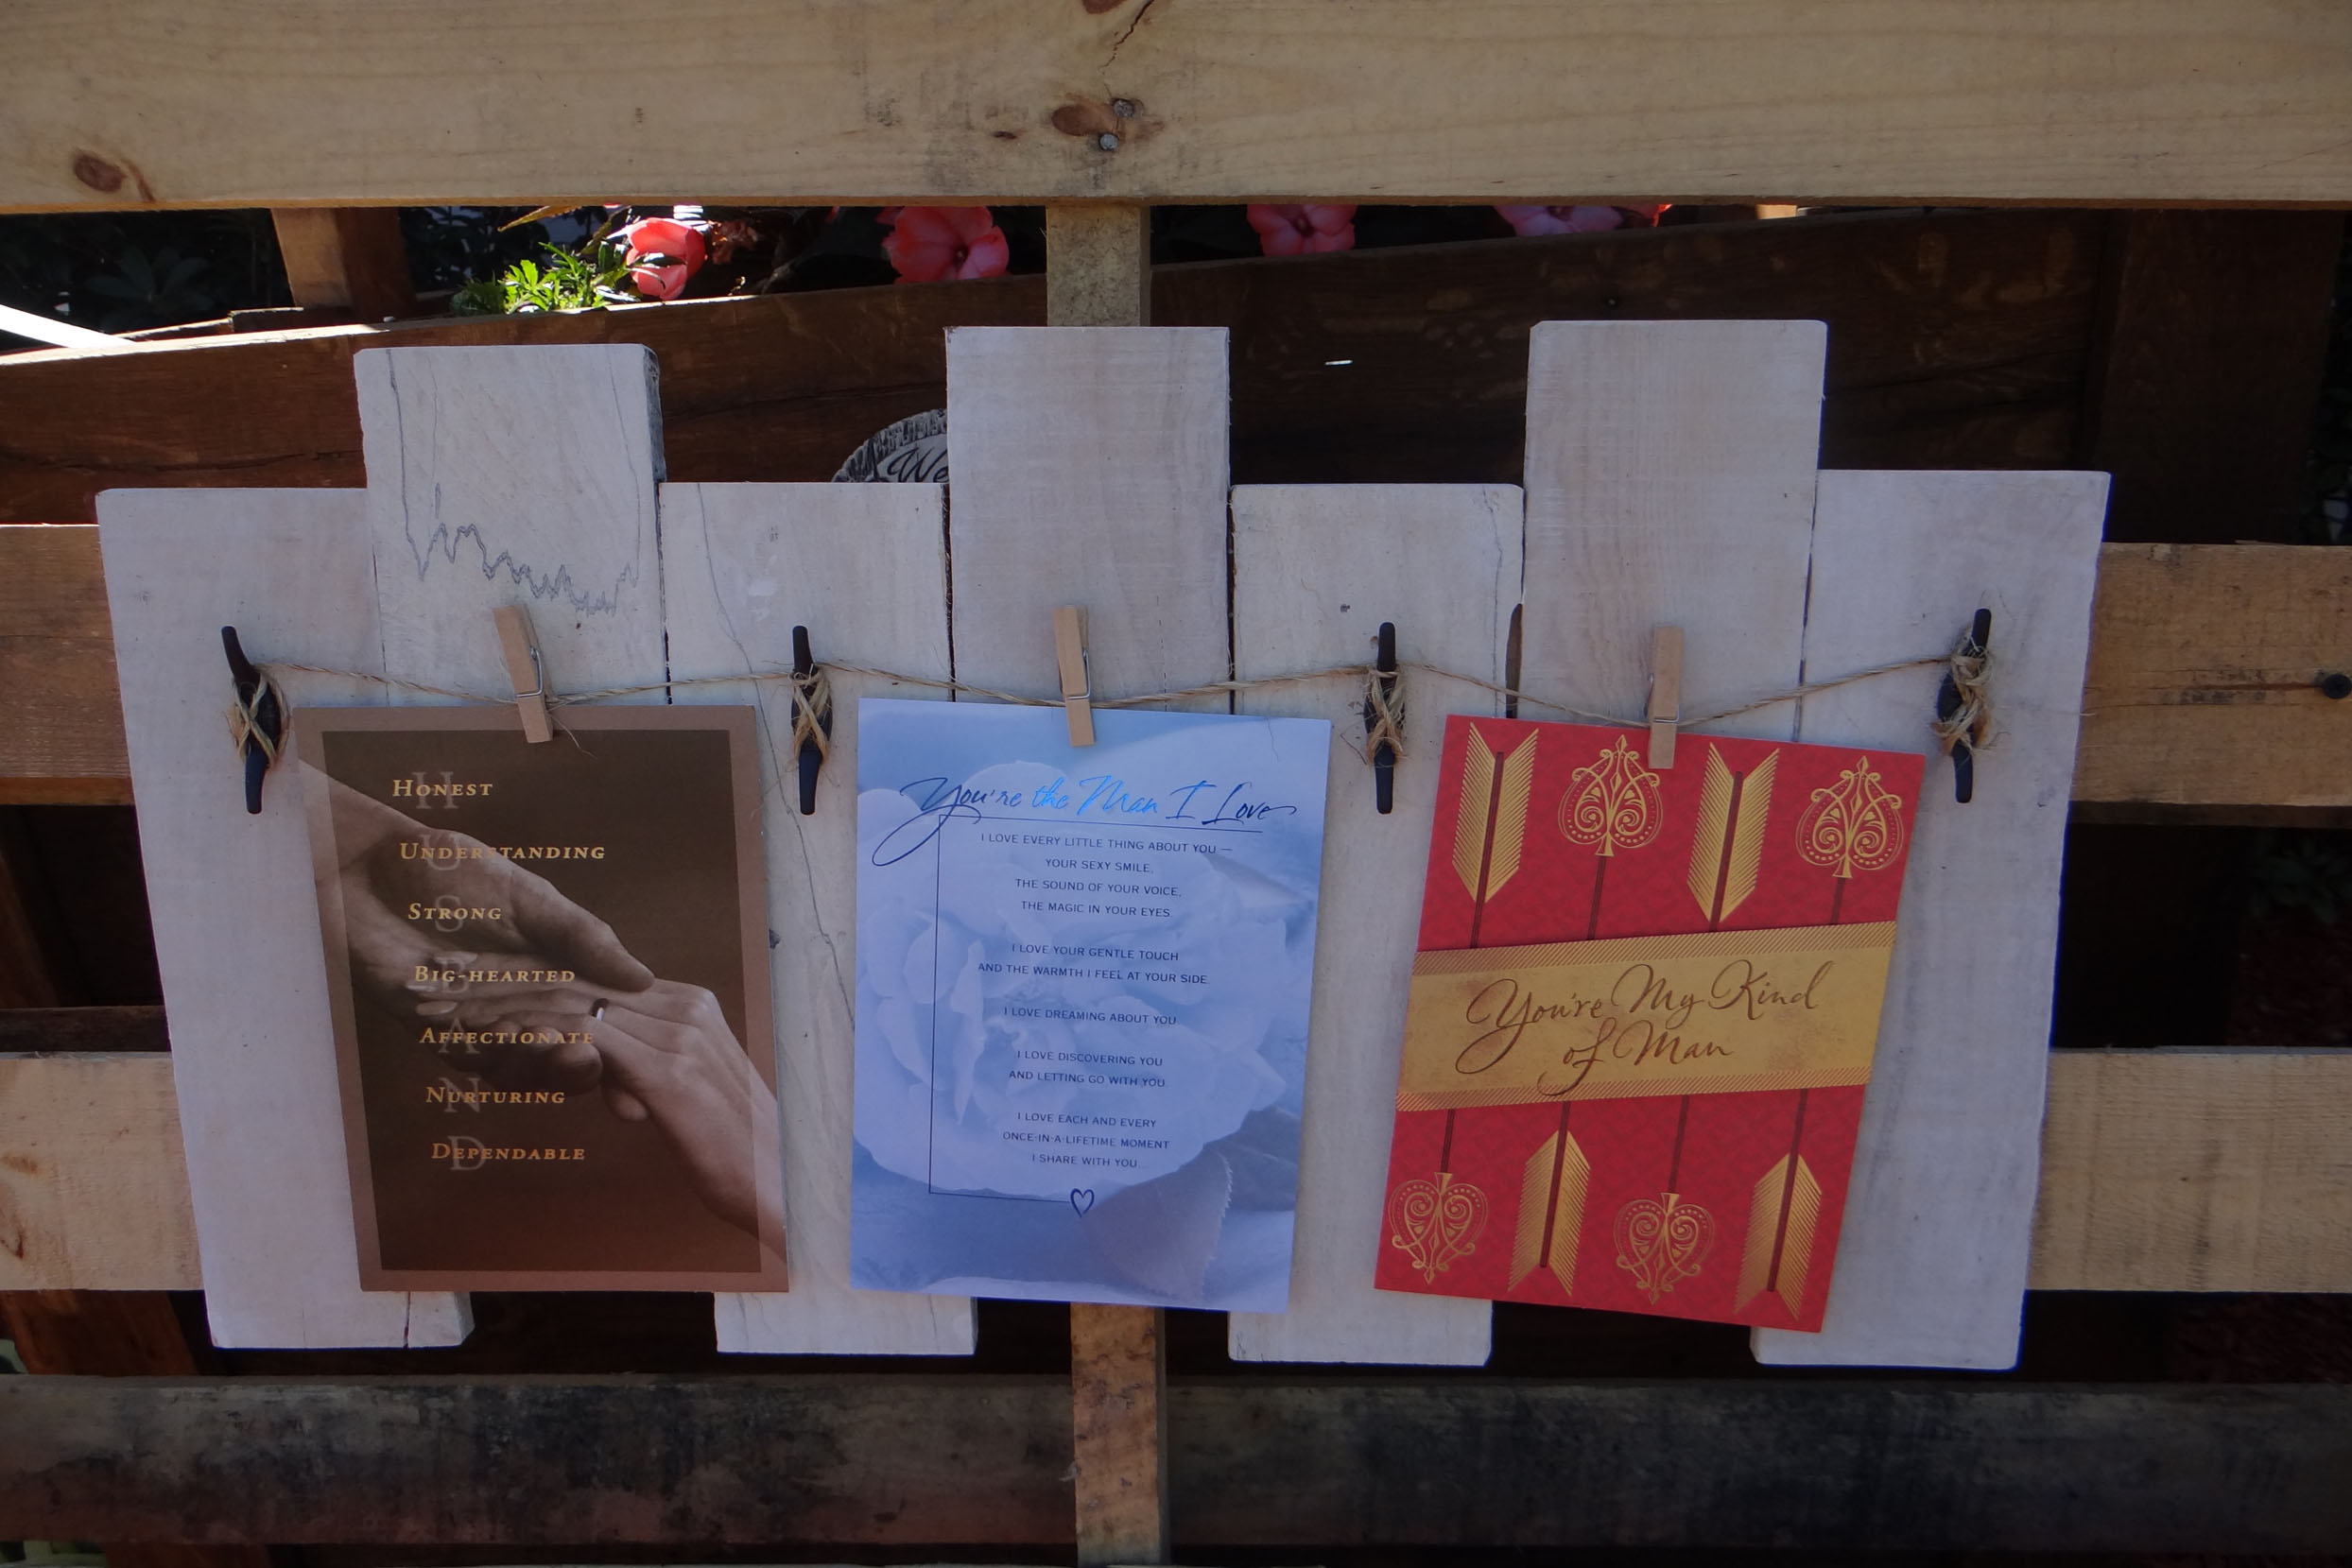 We
Honest
Understanding
Strong
Big-hearted
Affectionate
Nurturing
Dependable
You're the Man I Love
I LOVE EVERY LITTLE THING ABOUT YOU —
YOUR SEXY SMILE,
THE SOUND OF YOUR VOICE,
THE MAGIC IN YOUR EYES.
I LOVE YOUR GENTLE TOUCH
AND THE WARMTH I FEEL AT YOUR SIDE.
I LOVE DREAMING ABOUT YOU.
I LOVE DISCOVERING YOU
AND LETTING GO WITH YOU.
I LOVE EACH AND EVERY
ONCE-IN-A-LIFETIME MOMENT
I SHARE WITH YOU...
You're My Kind
of Man